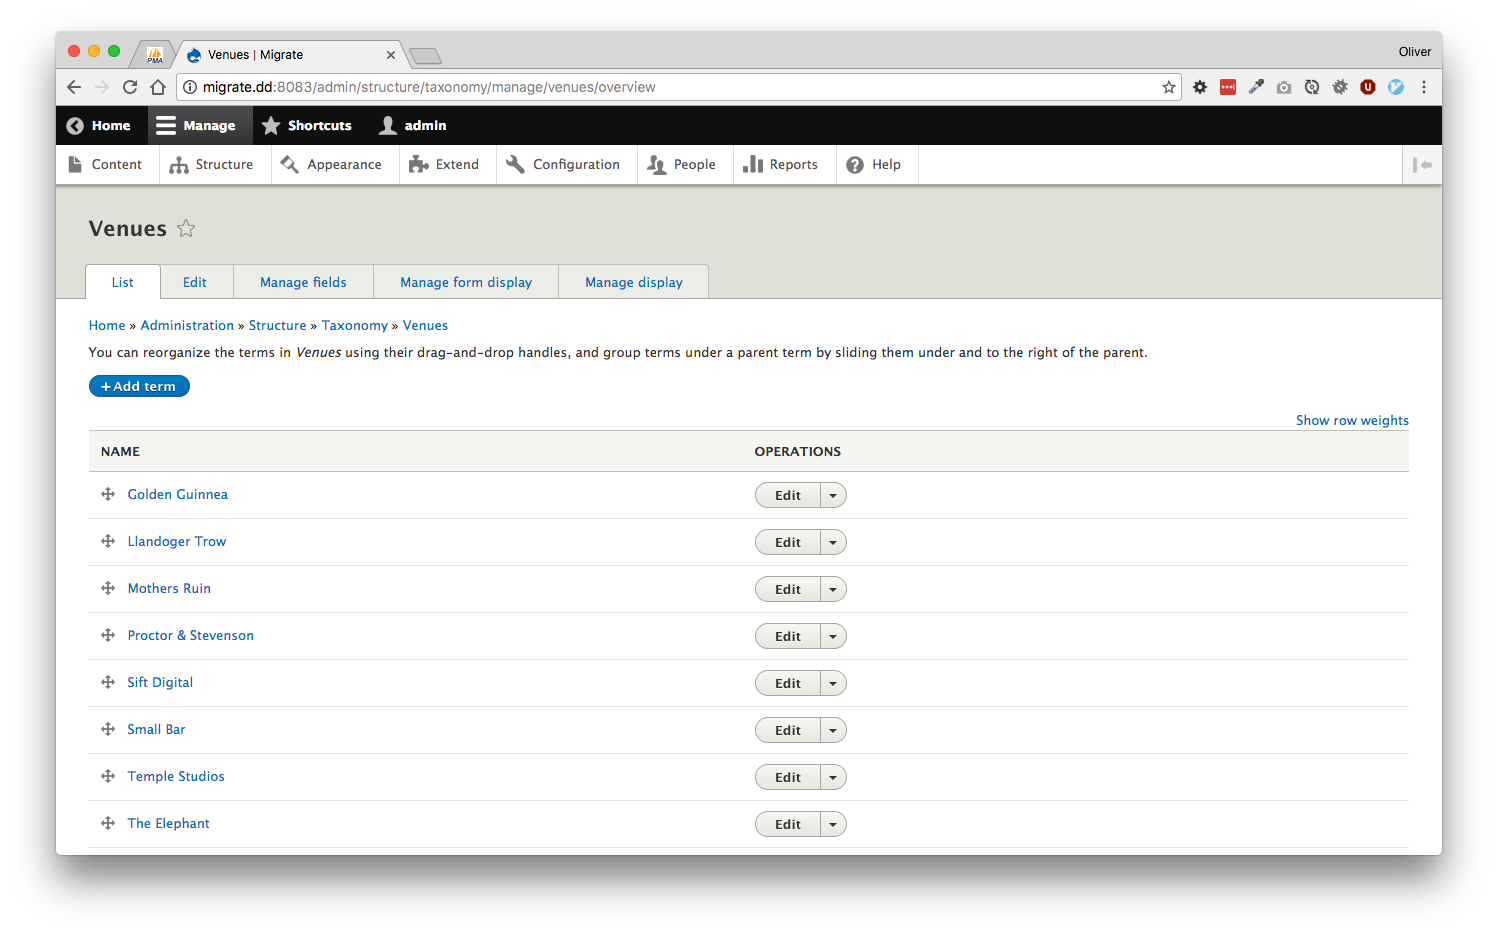 PMA Venues | Migrate Oliver
migrate.dd:8083/admin/structure/taxonomy/manage/venues/overview
Home Manage Shortcuts admin
Content Structure Appearance Extend Configuration People Reports Help
Venues
List Edit Manage fields Manage form display Manage display
Home » Administration » Structure » Taxonomy » Venues
You can reorganize the terms in Venues using their drag-and-drop handles, and group terms under a parent term by sliding them under and to the right of the parent.
+ Add term
Show row weights
NAME OPERATIONS
Golden Guinnea Edit
Llandoger Trow Edit
Mothers Ruin Edit
Proctor & Stevenson Edit
Sift Digital Edit
Small Bar Edit
Temple Studios Edit
The Elephant Edit